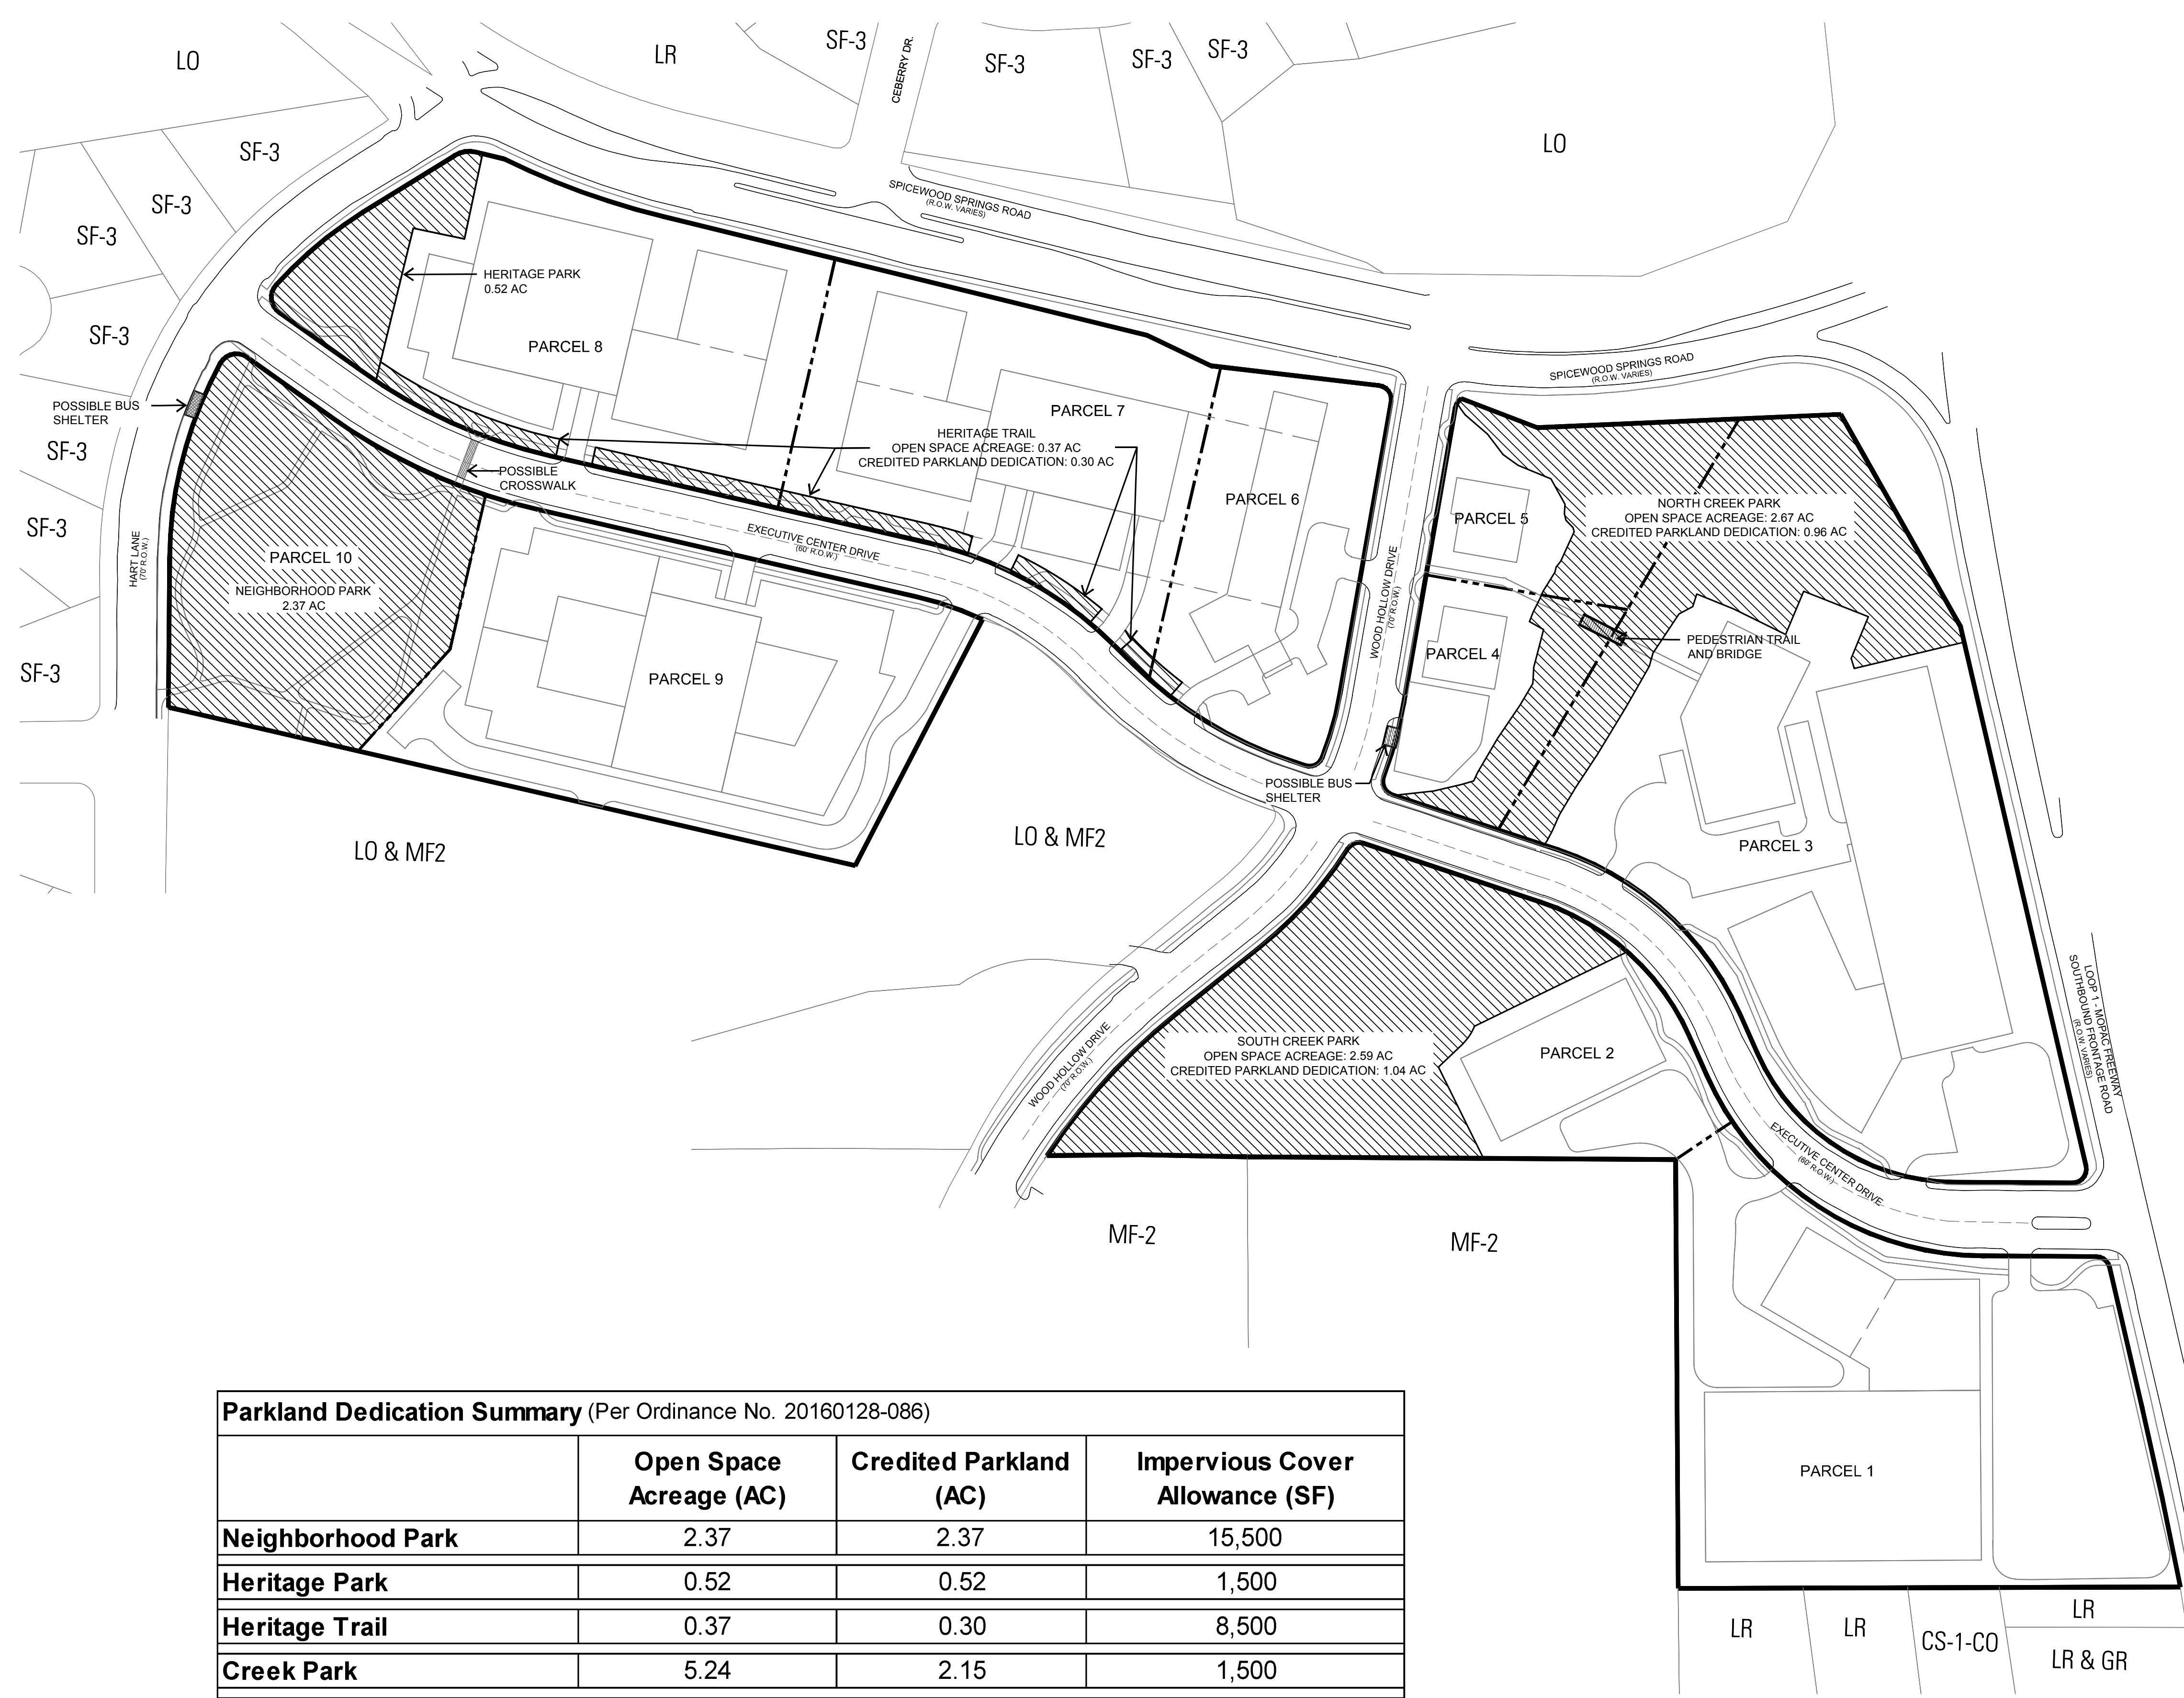 LO
LR
SF-3
CEBERRY DR.
SF-3
SF-3
SF-3
LO
SF-3
SF-3
SF-3
SF-3
SF-3
SF-3
SF-3
SPICEWOOD SPRINGS ROAD
(R.O.W. VARIES)
HERITAGE PARK
0.52 AC
PARCEL 8
SPICEWOOD SPRINGS ROAD
(R.O.W. VARIES)
POSSIBLE BUS
SHELTER
PARCEL 7
HERITAGE TRAIL
OPEN SPACE ACREAGE: 0.37 AC
CREDITED PARKLAND DEDICATION: 0.30 AC
POSSIBLE
CROSSWALK
PARCEL 6
PARCEL 5
NORTH CREEK PARK
OPEN SPACE ACREAGE: 2.67 AC
CREDITED PARKLAND DEDICATION: 0.96 AC
EXECUTIVE CENTER DRIVE
(60' R.O.W.)
HART LANE
(70' R.O.W.)
PARCEL 10
NEIGHBORHOOD PARK
2.37 AC
WOOD HOLLOW DRIVE
(70' R.O.W.)
PARCEL 4
PEDESTRIAN TRAIL
AND BRIDGE
PARCEL 9
POSSIBLE BUS
SHELTER
LO & MF2
LO & MF2
PARCEL 3
LOOP 1 - MOPAC FREEWAY
SOUTHBOUND FRONTAGE ROAD
(R.O.W. VARIES)
WOOD HOLLOW DRIVE
(70' R.O.W.)
SOUTH CREEK PARK
OPEN SPACE ACREAGE: 2.59 AC
CREDITED PARKLAND DEDICATION: 1.04 AC
PARCEL 2
EXECUTIVE CENTER DRIVE
(60' R.O.W.)
MF-2
MF-2
PARCEL 1
LR
LR
CS-1-CO
LR
LR & GR
Parkland Dedication Summary (Per Ordinance No. 20160128-086)
Open Space Acreage (AC) Credited Parkland (AC) Impervious Cover Allowance (SF)
Neighborhood Park 2.37 2.37 15,500
Heritage Park 0.52 0.52 1,500
Heritage Trail 0.37 0.30 8,500
Creek Park 5.24 2.15 1,500